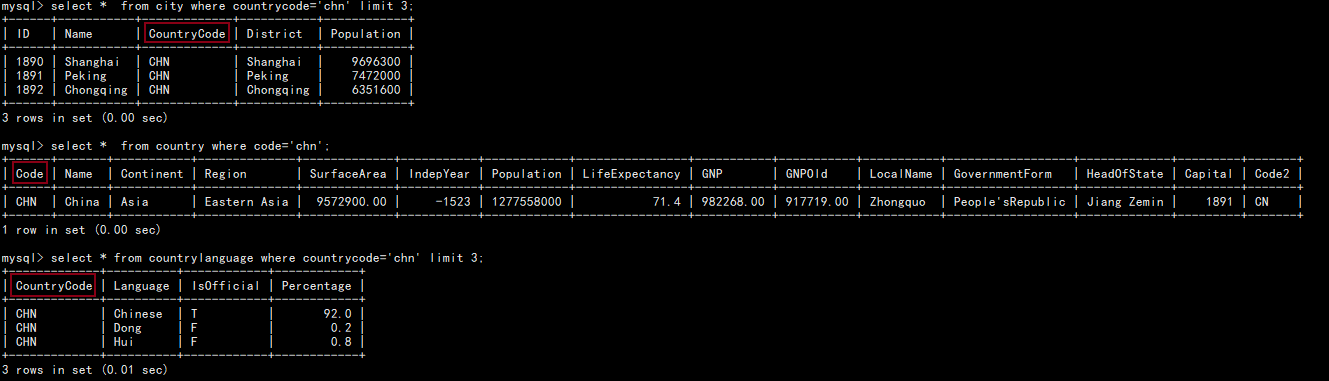 mysql> select *  from city where countrycode='chn' limit 3;
+------+-----------+-------------+-----------+------------+
| ID   | Name      | CountryCode | District  | Population |
+------+-----------+-------------+-----------+------------+
| 1890 | Shanghai  | CHN         | Shanghai  |    9696300 |
| 1891 | Peking    | CHN         | Peking    |    7472000 |
| 1892 | Chongqing | CHN         | Chongqing |    6351600 |
+------+-----------+-------------+-----------+------------+
3 rows in set (0.00 sec)
mysql> select *  from country where code='chn';
+------+-------+-----------+--------------+-------------+-----------+------------+----------------+-----------+-----------+-----------+------------------+-------------+---------+-------+
| Code | Name  | Continent | Region       | SurfaceArea | IndepYear | Population | LifeExpectancy | GNP       | GNPOld    | LocalName | GovernmentForm   | HeadOfState | Capital | Code2 |
+------+-------+-----------+--------------+-------------+-----------+------------+----------------+-----------+-----------+-----------+------------------+-------------+---------+-------+
| CHN  | China | Asia      | Eastern Asia |  9572900.00 |     -1523 | 1277558000 |           71.4 | 982268.00 | 917719.00 | Zhongquo  | People'sRepublic | Jiang Zemin |    1891 | CN    |
+------+-------+-----------+--------------+-------------+-----------+------------+----------------+-----------+-----------+-----------+------------------+-------------+---------+-------+
1 row in set (0.00 sec)
mysql> select * from countrylanguage where countrycode='chn' limit 3;
+-------------+----------+------------+------------+
| CountryCode | Language | IsOfficial | Percentage |
+-------------+----------+------------+------------+
| CHN         | Chinese  | T          |       92.0 |
| CHN         | Dong     | F          |        0.2 |
| CHN         | Hui      | F          |        0.8 |
+-------------+----------+------------+------------+
3 rows in set (0.01 sec)